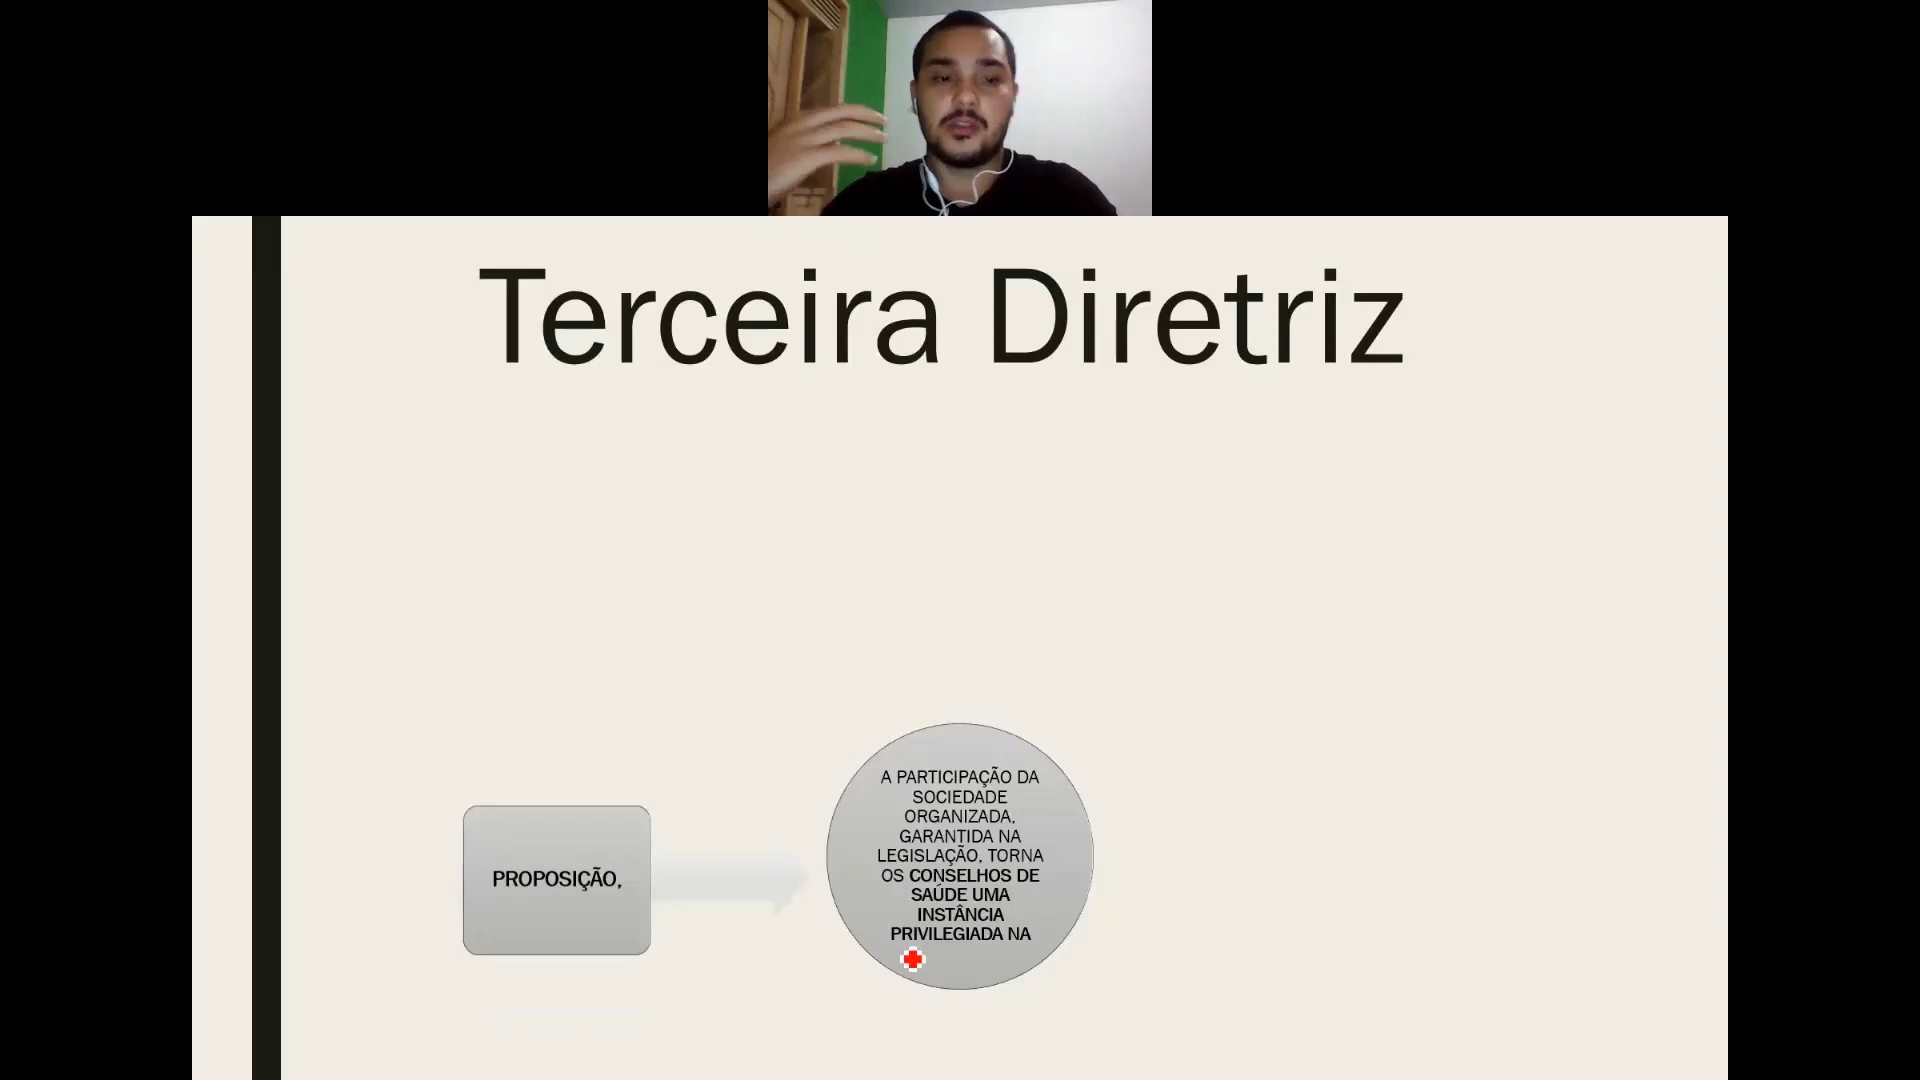 Terceira Diretriz
PROPOSIÇÃO,
A PARTICIPAÇÃO DA
SOCIEDADE
ORGANIZADA,
GARANTIDA NA
LEGISLAÇÃO, TORNA
OS CONSELHOS DE
SAÚDE UMA
INSTÂNCIA
PRIVILEGIADA NA